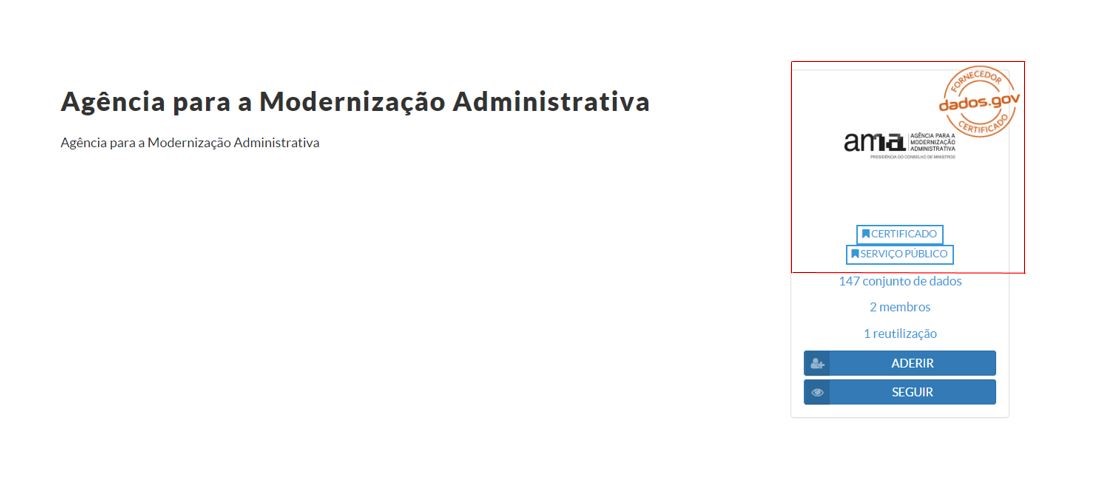 Agência para a Modernização Administrativa
Agência para a Modernização Administrativa
FORNECEDOR
dados.gov
CERTIFICADO
ama
AGÊNCIA PARA A
MODERNIZAÇÃO
ADMINISTRATIVA
PRESIDÊNCIA DO CONSELHO DE MINISTROS
CERTIFICADO
SERVIÇO PÚBLICO
147 conjunto de dados
2 membros
1 reutilização
ADERIR
SEGUIR